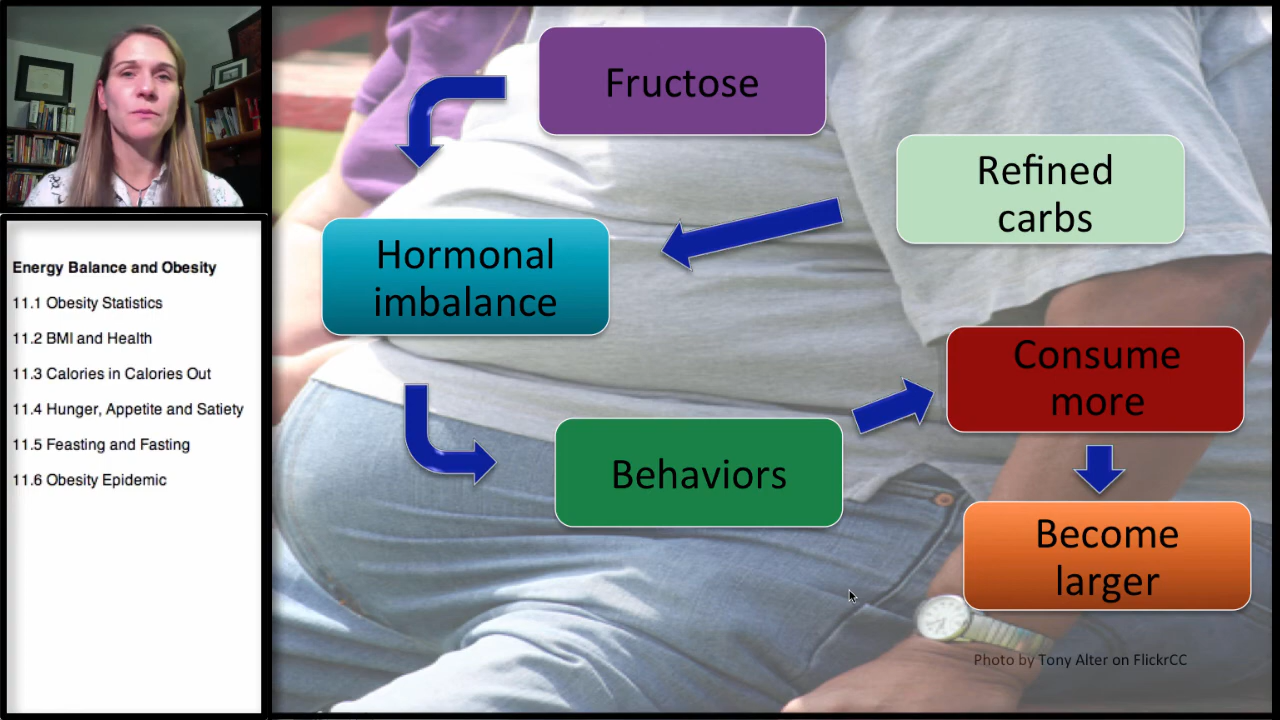 Energy Balance and Obesity
11.1 Obesity Statistics
11.2 BMI and Health
11.3 Calories in Calories Out
11.4 Hunger, Appetite and Satiety
11.5 Feasting and Fasting
11.6 Obesity Epidemic
Fructose
Refined
carbs
Hormonal
imbalance
Consume
more
Behaviors
Become
larger
Photo by Tony Alter on FlickrCC